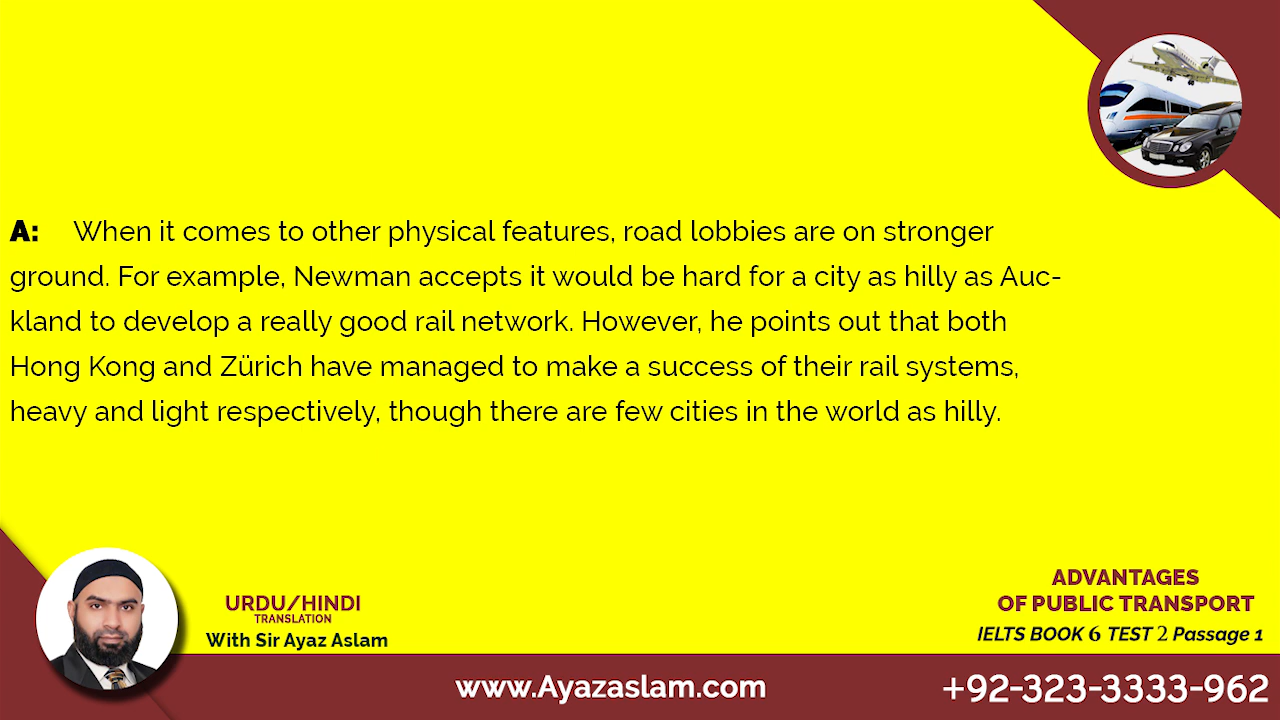 A: When it comes to other physical features, road lobbies are on stronger
ground. For example, Newman accepts it would be hard for a city as hilly as Auc-
kland to develop a really good rail network. However, he points out that both
Hong Kong and Zürich have managed to make a success of their rail systems,
heavy and light respectively, though there are few cities in the world as hilly.
URDU/HINDI
TRANSLATION
With Sir Ayaz Aslam
ADVANTAGES
OF PUBLIC TRANSPORT
IELTS BOOK 6 TEST 2 Passage 1
www.Ayazaslam.com
+92-323-3333-962